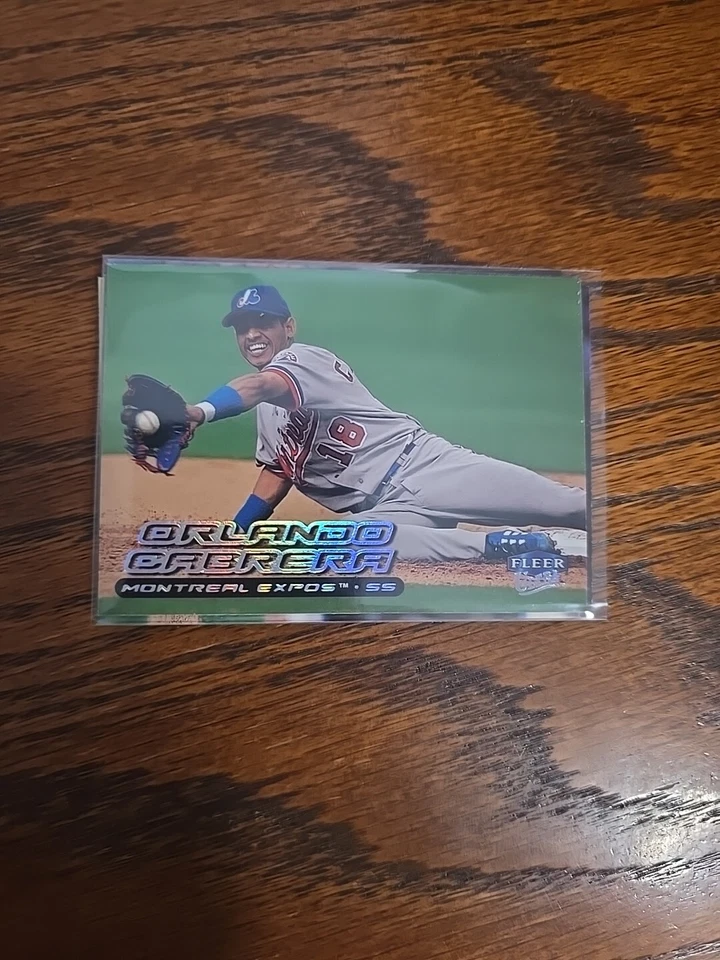 C
18
ORLANDO
CABRERA
MONTREAL EXPOS™ · SS
FLEER